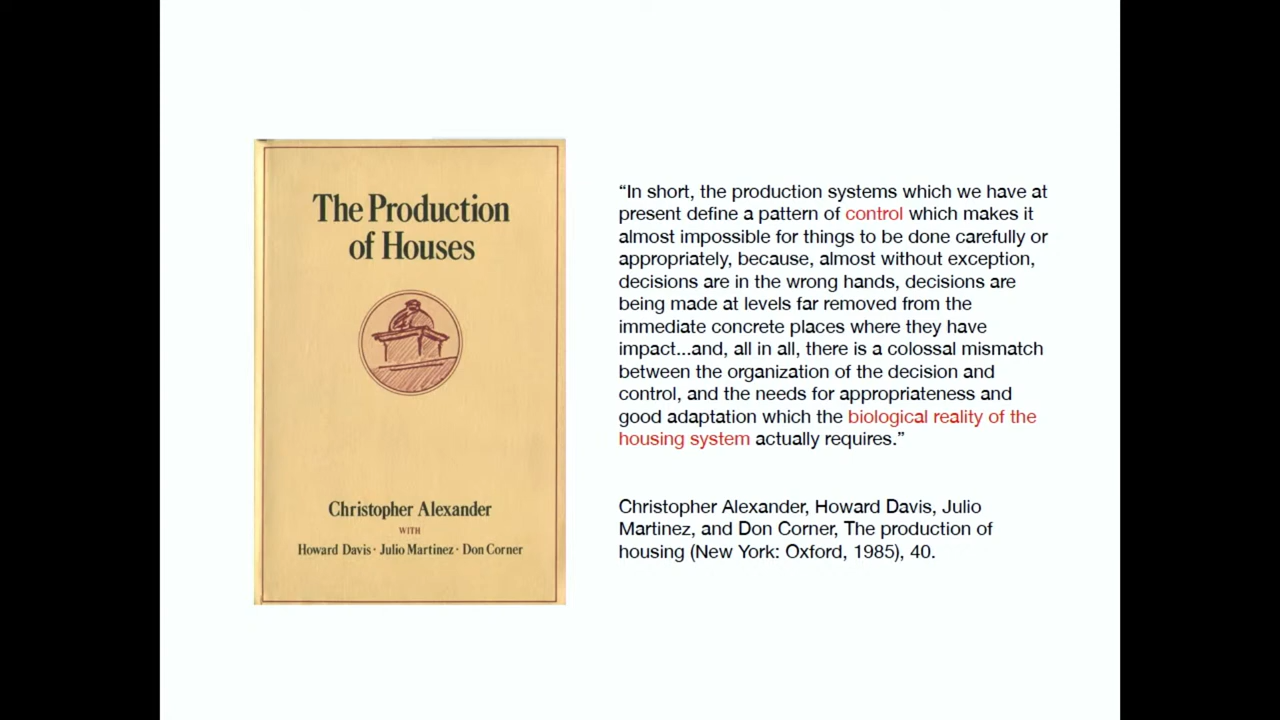 The Production
of Houses
Christopher Alexander
WITH
Howard Davis · Julio Martinez · Don Corner
“In short, the production systems which we have at
present define a pattern of control which makes it
almost impossible for things to be done carefully or
appropriately, because, almost without exception,
decisions are in the wrong hands, decisions are
being made at levels far removed from the
immediate concrete places where they have
impact...and, all in all, there is a colossal mismatch
between the organization of the decision and
control, and the needs for appropriateness and
good adaptation which the biological reality of the
housing system actually requires.”
Christopher Alexander, Howard Davis, Julio
Martinez, and Don Corner, The production of
housing (New York: Oxford, 1985), 40.